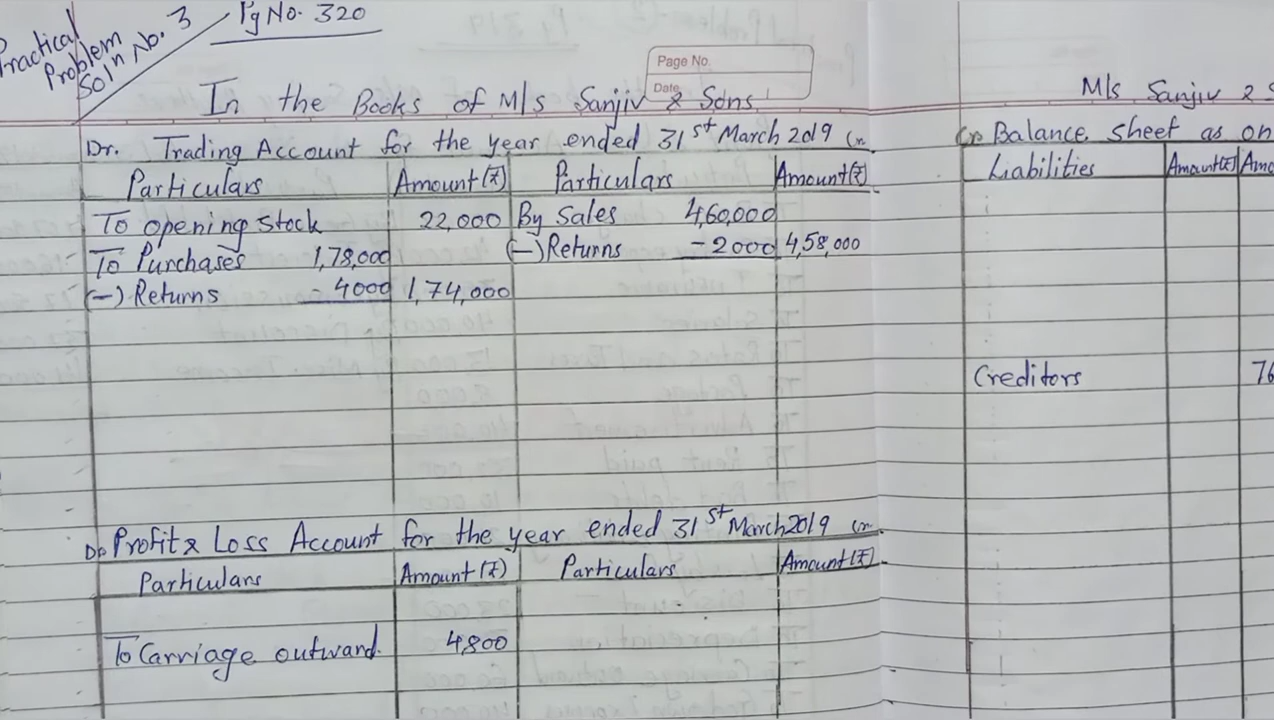 Practical Problem Soln No. 3
Pg No. 320
Page No.
Date
In the Books of M/s Sanjiv & Sons
Dr. Trading Account for the year ended 31st March 2019 Cr.
Particulars Amount(₹) Particulars Amount(₹)
To opening stock 22,000 By Sales 4,60,000
To Purchases 1,78,000 (-) Returns - 2000 4,58,000
(-) Returns - 4000 1,74,000
Dr. Profit & Loss Account for the year ended 31st March 2019 Cr.
Particulars Amount(₹) Particulars Amount(₹)
To Carriage outward. 4,800
M/s Sanjiv &
Balance sheet as on
Liabilities Amount(₹)
Creditors 76